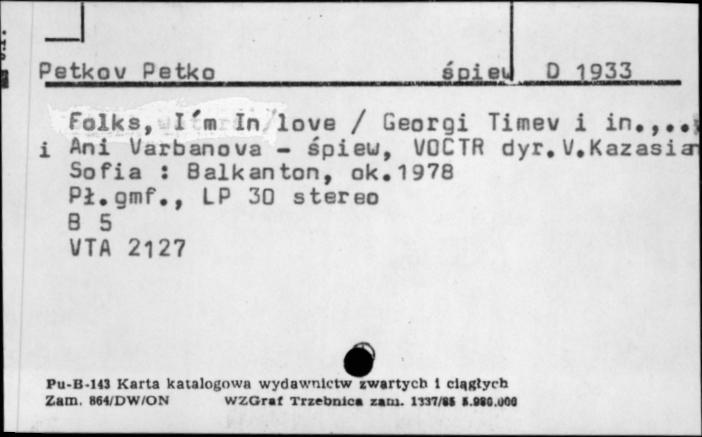 Petkov Petko śpiew D 1933
Folks, I'm In/love / Georgi Timev i in.,..
i Ani Varbanova - śpiew, VOCTR dyr.V.Kazasian
Sofia : Balkanton, ok.1978
Pł.gmf., LP 30 stereo
B 5
VTA 2127
Pu-B-143 Karta katalogowa wydawnictw zwartych i ciągłych
Zam. 864/DW/ON WZGraf Trzebnica zam. 1337/85 5.980.000